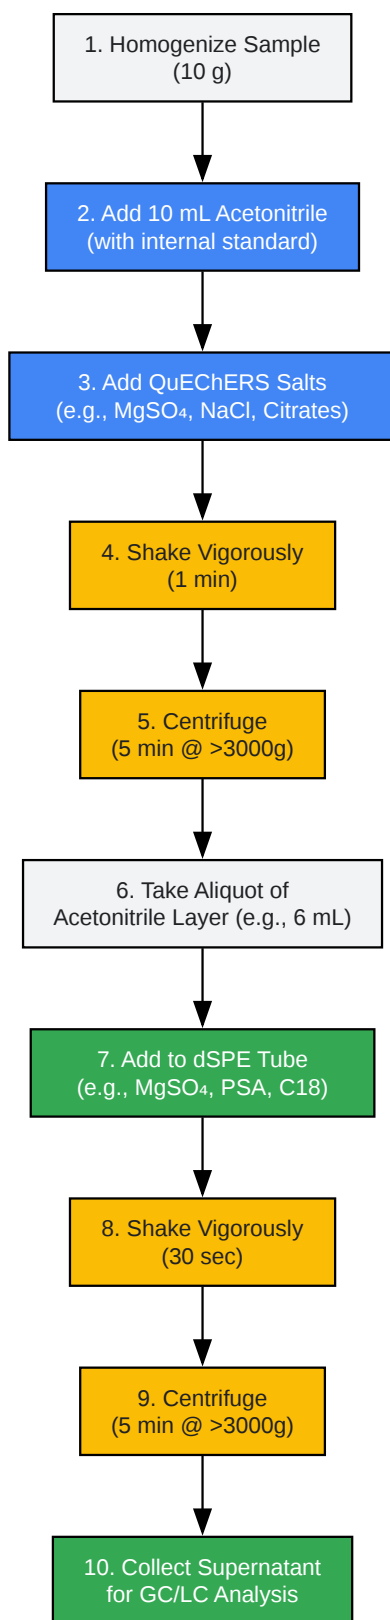 1. Homogenize Sample
(10 g)
2. Add 10 mL Acetonitrile
(with internal standard)
3. Add QuEChERS Salts
(e.g., MgSO₄, NaCl, Citrates)
4. Shake Vigorously
(1 min)
5. Centrifuge
(5 min @ >3000g)
6. Take Aliquot of
Acetonitrile Layer (e.g., 6 mL)
7. Add to dSPE Tube
(e.g., MgSO₄, PSA, C18)
8. Shake Vigorously
(30 sec)
9. Centrifuge
(5 min @ >3000g)
10. Collect Supernatant
for GC/LC Analysis